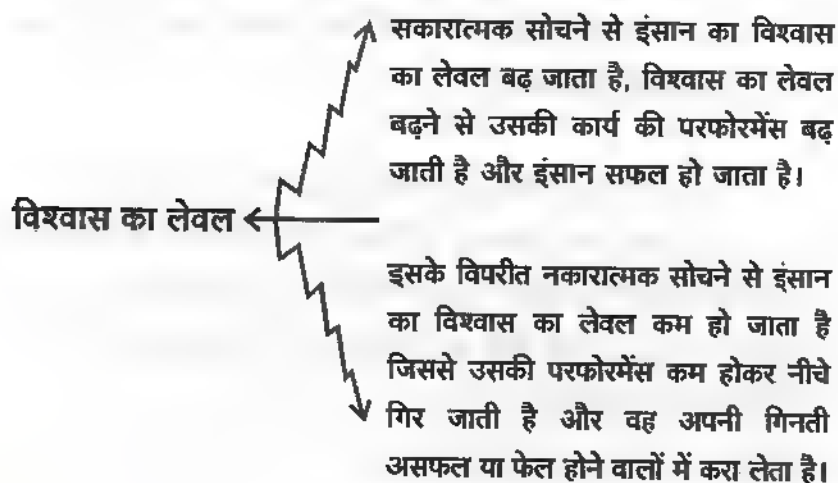 सकारात्मक सोचने से इंसान का विश्वास
का लेवल बढ़ जाता है, विश्वास का लेवल
बढ़ने से उसकी कार्य की परफोरमेंस बढ़
जाती है और इंसान सफल हो जाता है।
विश्वास का लेवल
इसके विपरीत नकारात्मक सोचने से इंसान
का विश्वास का लेवल कम हो जाता है
जिससे उसकी परफोरमेंस कम होकर नीचे
गिर जाती है और वह अपनी गिनती
असफल या फेल होने वालों में करा लेता है।